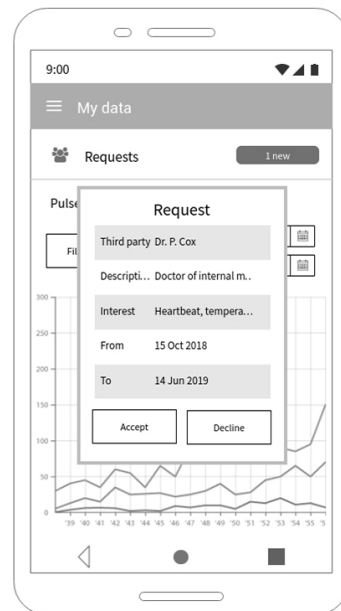 9:00
My data
Requests
1 new
Pulse
Fil
Request
Third party Dr. P. Cox
Descripti... Doctor of internal m..
Interest Heartbeat, tempera...
From 15 Oct 2018
To 14 Jun 2019
Accept Decline
300
250
200
150
100
50
0
'39 '40 '41 '42 '43 '44 '45 '46 '47 '48 '49 '50 '51 '52 '53 '54 '55 '5